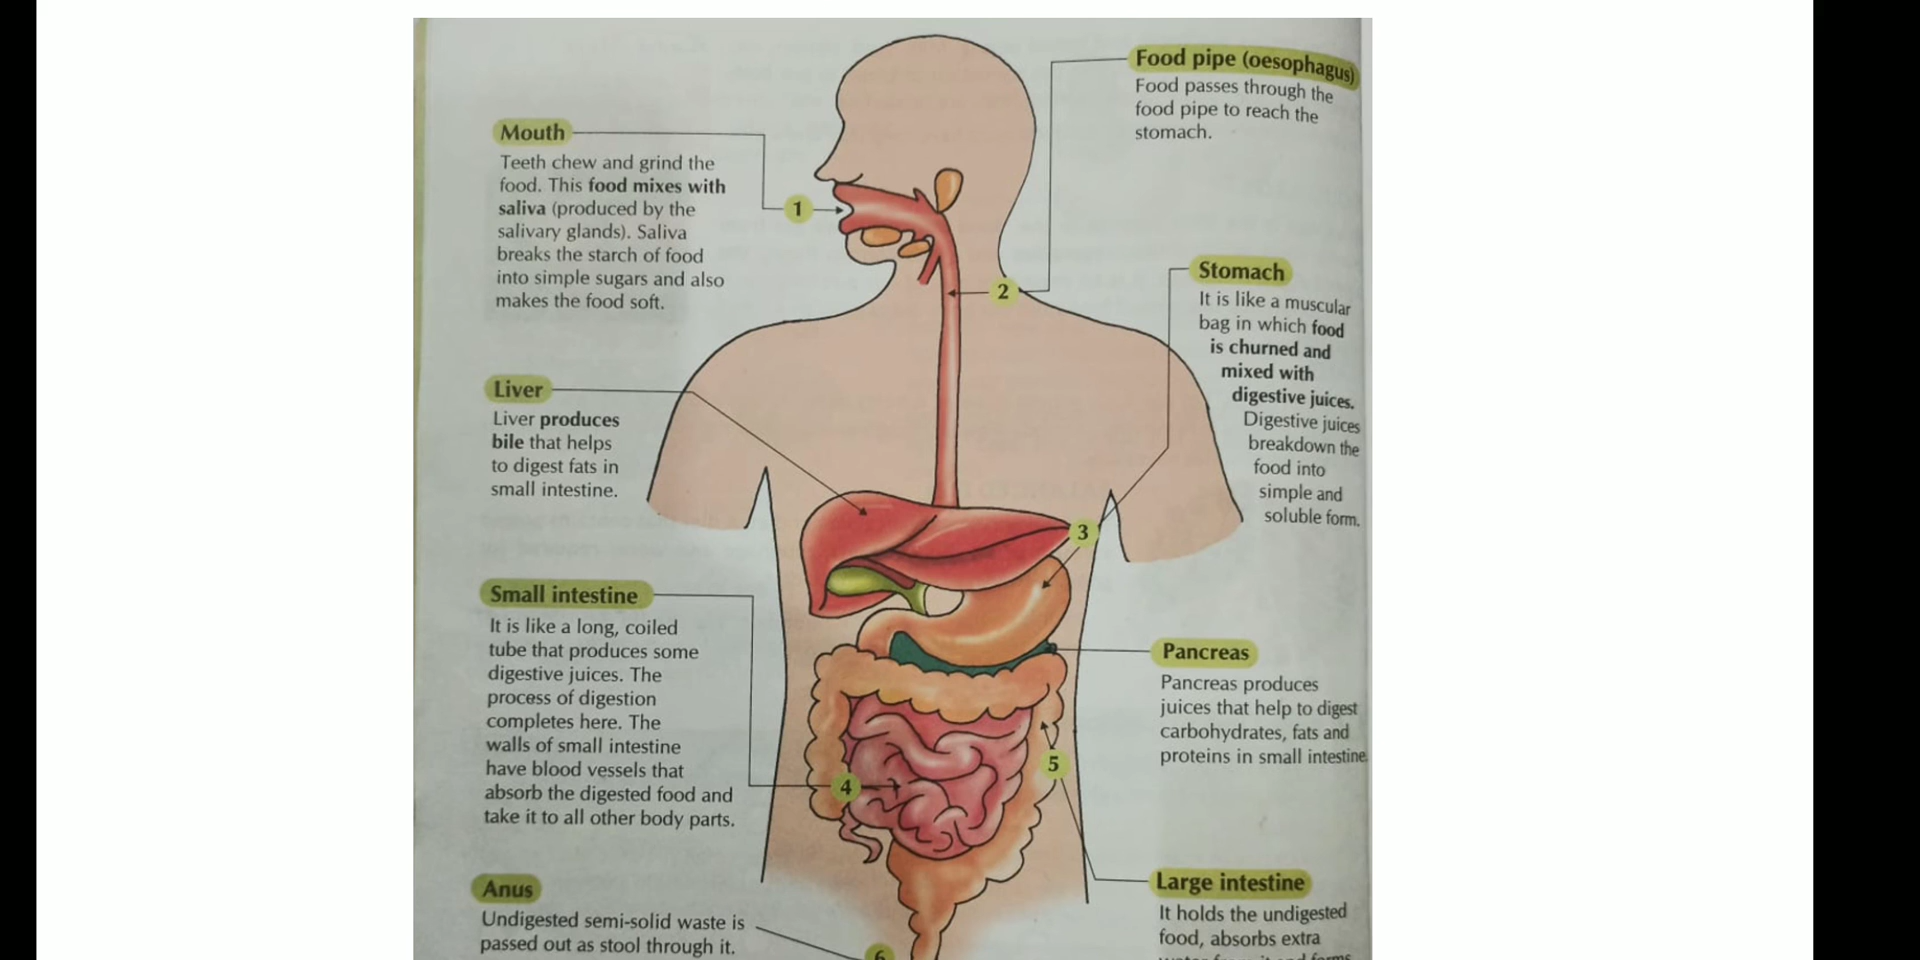 Food pipe (oesophagus)
Food passes through the
food pipe to reach the
stomach.
Mouth
Teeth chew and grind the
food. This food mixes with
saliva (produced by the
salivary glands). Saliva
breaks the starch of food
into simple sugars and also
makes the food soft.
1
2
Stomach
It is like a muscular
bag in which food
is churned and
mixed with
digestive juices.
Digestive juices
breakdown the
food into
simple and
soluble form.
Liver
Liver produces
bile that helps
to digest fats in
small intestine.
3
Small intestine
It is like a long, coiled
tube that produces some
digestive juices. The
process of digestion
completes here. The
walls of small intestine
have blood vessels that
absorb the digested food and
take it to all other body parts.
Pancreas
Pancreas produces
juices that help to digest
carbohydrates, fats and
proteins in small intestine.
4
5
Anus
Undigested semi-solid waste is
passed out as stool through it.
6
Large intestine
It holds the undigested
food, absorbs extra
water from it and forms